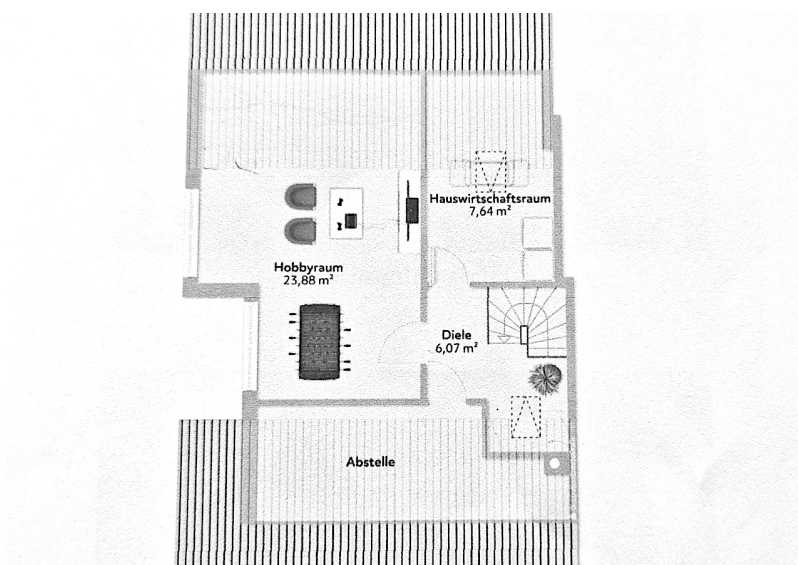 Hauswirtschaftsraum
7,64 m²
Hobbyraum
23,88 m²
Diele
6,07 m²
Abstelle